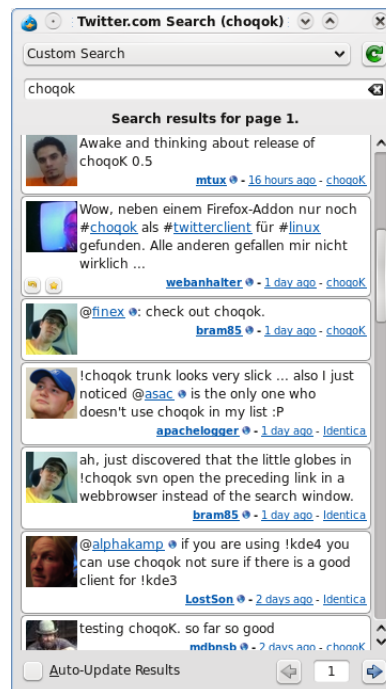 Twitter.com Search (choqok)
Custom Search
choqok
Search results for page 1.
Awake and thinking about release of
choqoK 0.5
mtux - 16 hours ago - choqoK
Wow, neben einem Firefox-Addon nur noch
#choqok als #twitterclient für #linux
gefunden. Alle anderen gefallen mir nicht
wirklich ...
webanhalter - 1 day ago - choqoK
@finex : check out choqok.
bram85 - 1 day ago - choqoK
!choqok trunk looks very slick ... also I just
noticed @asac is the only one who
doesn't use choqok in my list :P
apachelogger - 1 day ago - Identica
ah, just discovered that the little globes in
!choqok svn open the preceding link in a
webbrowser instead of the search window.
bram85 - 1 day ago - Identica
@alphakamp if you are using !kde4 you
can use choqok not sure if there is a good
client for !kde3
LostSon - 2 days ago - Identica
testing choqoK. so far so good
mdbnsb - 2 days ago - choqoK
Auto-Update Results
1